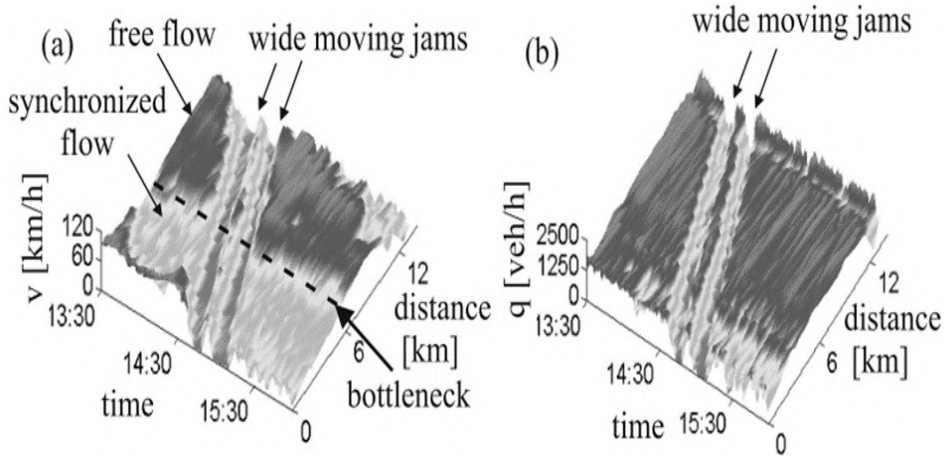 (a)
free flow
wide moving jams
synchronized
flow
v [km/h]
120
60
0
13:30
14:30
15:30
time
0
6
12
distance
[km]
bottleneck
(b)
wide moving jams
q [veh/h]
2500
1250
0
13:30
14:30
15:30
time
0
6
12
distance
[km]